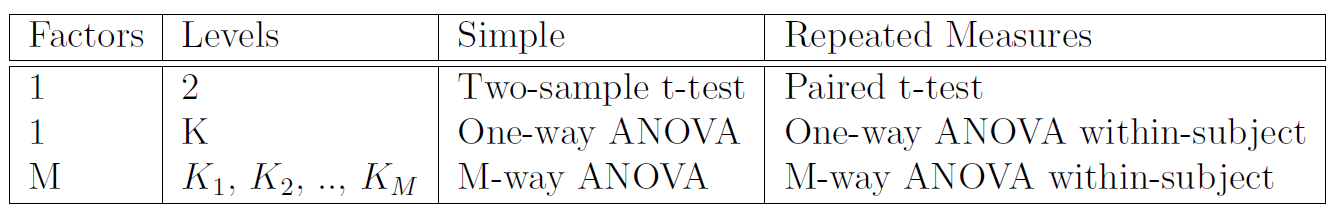 Factors Levels Simple Repeated Measures
1 2 Two-sample t-test Paired t-test
1 K One-way ANOVA One-way ANOVA within-subject
M K₁, K₂, .., K_M M-way ANOVA M-way ANOVA within-subject